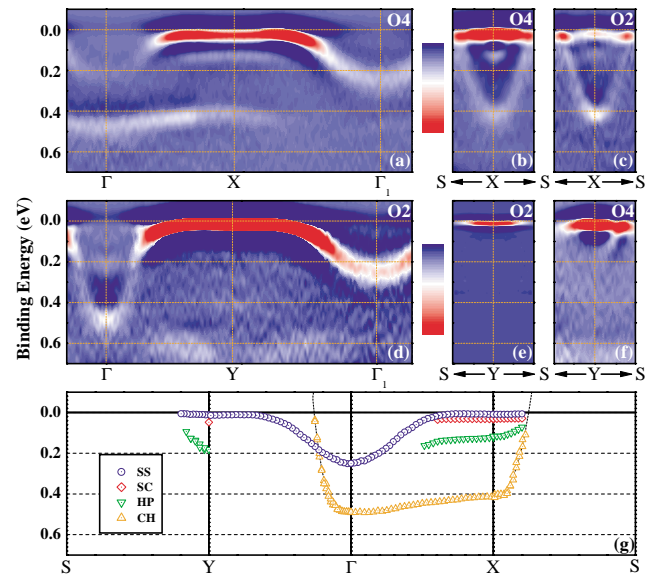 O4 O4 O2
0.0
0.2
0.4
0.6
(a) (b) (c)
Γ X Γ₁ S X S S X S
O2 O2 O4
Binding Energy (eV)
0.0
0.2
0.4
0.6
(d) (e) (f)
Γ Y Γ₁ S Y S S Y S
0.0
0.2
0.4
0.6
SS
SC
HP
CH
(g)
S Y Γ X S